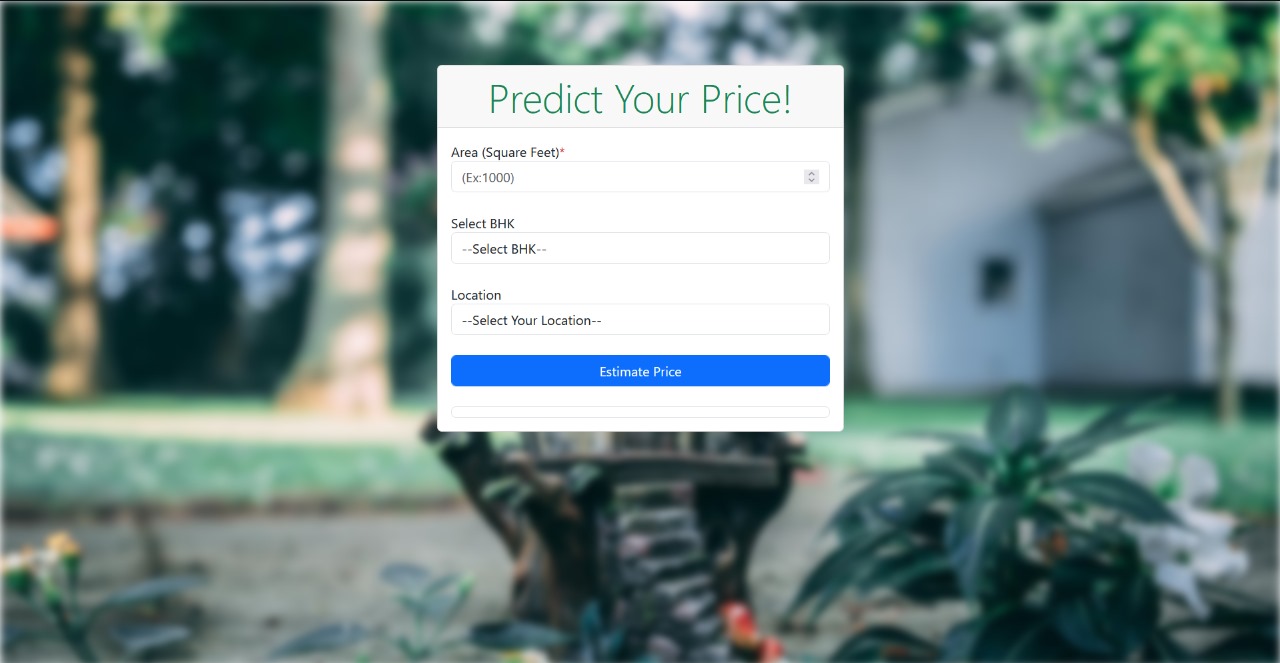 Predict Your Price!
Area (Square Feet)*
(Ex:1000)
Select BHK
--Select BHK--
Location
--Select Your Location--
Estimate Price